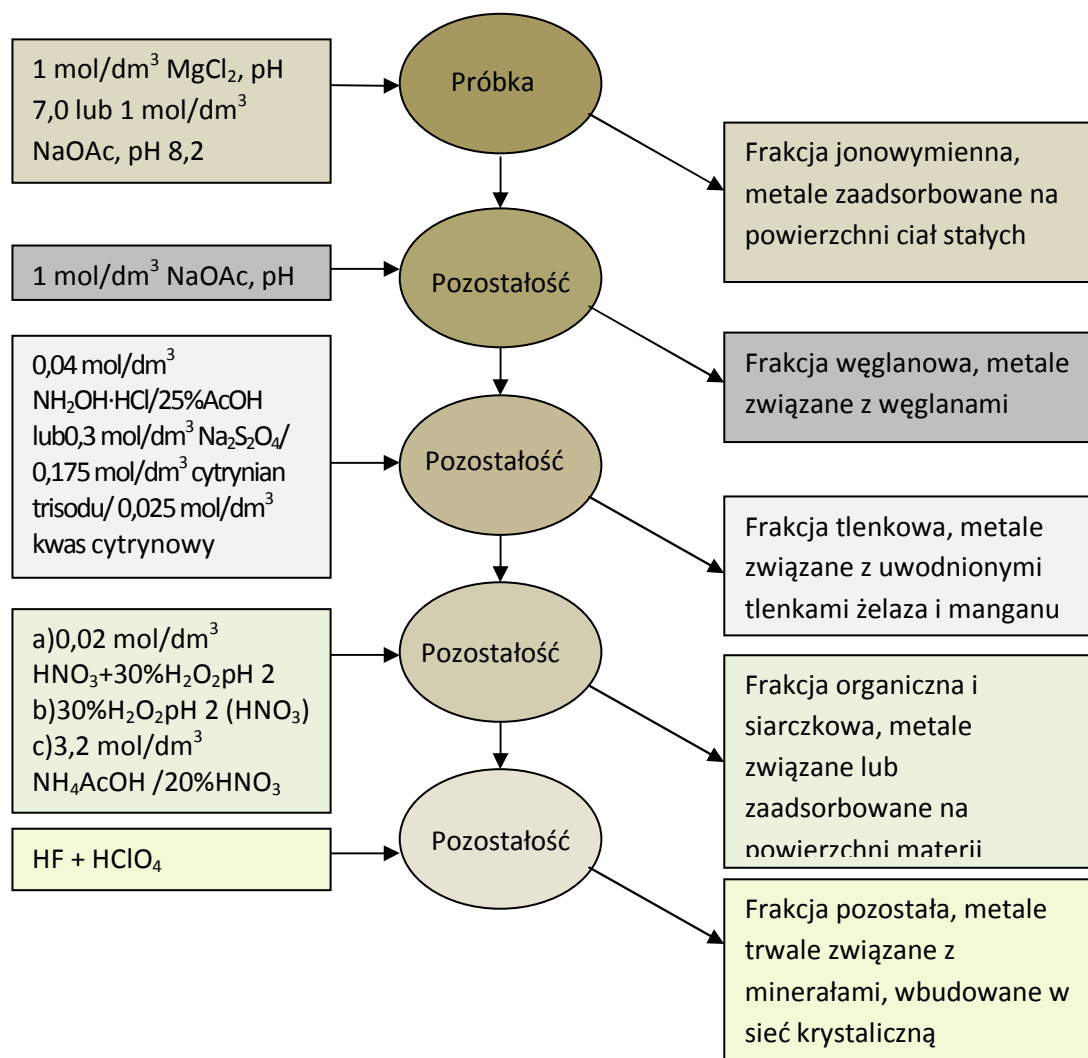 1 mol/dm³ MgCl₂, pH
7,0 lub 1 mol/dm³
NaOAc, pH 8,2
Próbka
Frakcja jonowymienna,
metale zaadsorbowane na
powierzchni ciał stałych
1 mol/dm³ NaOAc, pH
Pozostałość
Frakcja węglanowa, metale
związane z węglanami
0,04 mol/dm³
NH₂OH·HCl/25%AcOH
lub0,3 mol/dm³ Na₂S₂O₄/
0,175 mol/dm³ cytrynian
trisodu/ 0,025 mol/dm³
kwas cytrynowy
Pozostałość
Frakcja tlenkowa, metale
związane z uwodnionymi
tlenkami żelaza i manganu
a)0,02 mol/dm³
HNO₃+30%H₂O₂pH 2
b)30%H₂O₂pH 2 (HNO₃)
c)3,2 mol/dm³
NH₄AcOH /20%HNO₃
Pozostałość
Frakcja organiczna i
siarczkowa, metale
związane lub
zaadsorbowane na
powierzchni materii
HF + HClO₄
Pozostałość
Frakcja pozostała, metale
trwale związane z
minerałami, wbudowane w
sieć krystaliczną